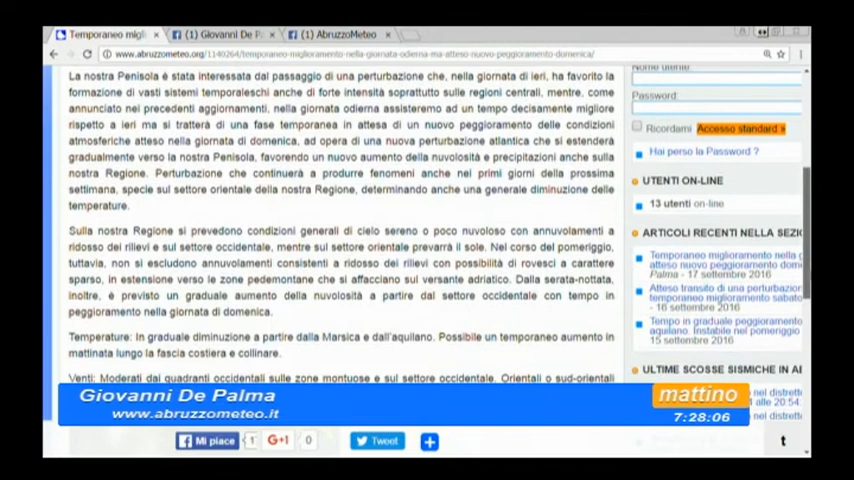 Temporaneo migli
(1) Giovanni De Pa
(1) AbruzzoMeteo
www.abruzzometeo.org/1140264/temporaneo-miglioramento-nella-giornata-odierna-ma-atteso-nuovo-peggioramento-domenica/
La nostra Penisola è stata interessata dal passaggio di una perturbazione che, nella giornata di ieri, ha favorito la
formazione di vasti sistemi temporaleschi anche di forte intensità soprattutto sulle regioni centrali, mentre, come
annunciato nei precedenti aggiornamenti, nella giornata odierna assisteremo ad un tempo decisamente migliore
rispetto a ieri ma si tratterà di una fase temporanea in attesa di un nuovo peggioramento delle condizioni
atmosferiche atteso nella giornata di domenica, ad opera di una nuova perturbazione atlantica che si estenderà
gradualmente verso la nostra Penisola, favorendo un nuovo aumento della nuvolosità e precipitazioni anche sulla
nostra Regione. Perturbazione che continuerà a produrre fenomeni anche nei primi giorni della prossima
settimana, specie sul settore orientale della nostra Regione, determinando anche una generale diminuzione delle
temperature.
Sulla nostra Regione si prevedono condizioni generali di cielo sereno o poco nuvoloso con annuvolamenti a
ridosso dei rilievi e sul settore occidentale, mentre sul settore orientale prevarrà il sole. Nel corso del pomeriggio,
tuttavia, non si escludono annuvolamenti consistenti a ridosso dei rilievi con possibilità di rovesci a carattere
sparso, in estensione verso le zone pedemontane che si affacciano sul versante adriatico. Dalla serata-nottata,
inoltre, è previsto un graduale aumento della nuvolosità a partire dal settore occidentale con tempo in
peggioramento nella giornata di domenica.
Temperature: In graduale diminuzione a partire dalla Marsica e dall'aquilano. Possibile un temporaneo aumento in
mattinata lungo la fascia costiera e collinare.
Venti: Moderati dai quadranti occidentali sulle zone montuose e sul settore occidentale. Orientali o sud-orientali
Nome utente:
Password:
Ricordami Accesso standard »
Hai perso la Password ?
UTENTI ON-LINE
13 utenti on-line
ARTICOLI RECENTI NELLA SEZIO
Temporaneo miglioramento nella g
atteso nuovo peggioramento dome
Palma - 17 settembre 2016
Atteso transito di una perturbazion
temporaneo miglioramento sabato
- 16 settembre 2016
Tempo in graduale peggioramento
aquilano. Instabile nel pomeriggio
15 settembre 2016
ULTIME SCOSSE SISMICHE IN AB
nel distrett
alle 20:54.
nel distrett
Giovanni De Palma
www.abruzzometeo.it
mattino
7:28:06
Mi piace
1
G+1
0
Tweet
t